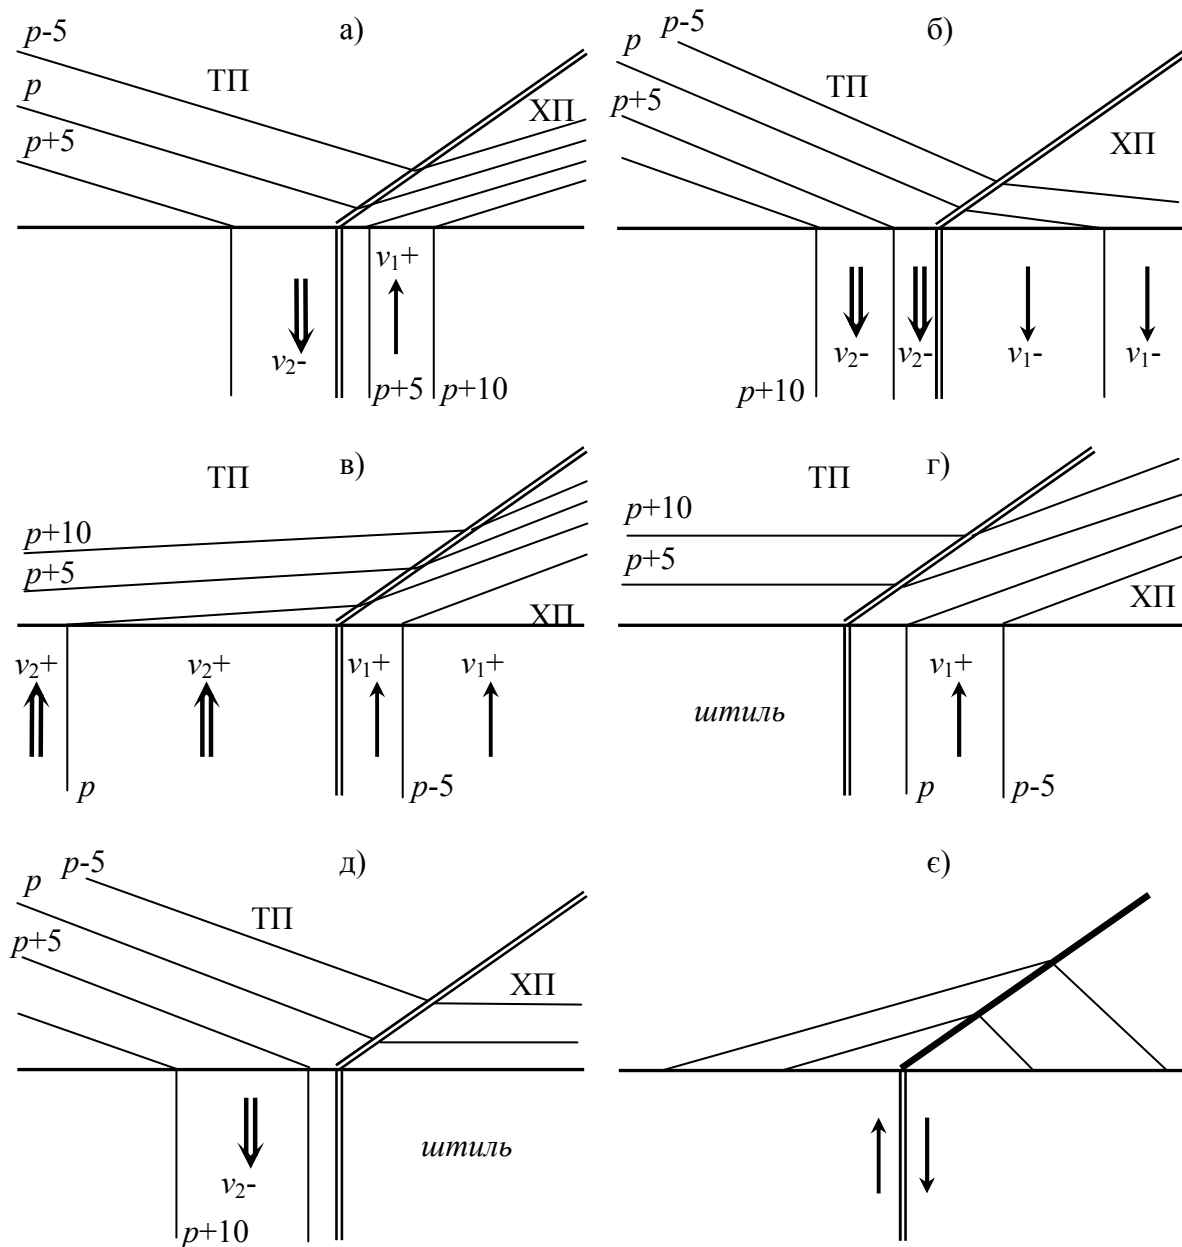 а)
p-5
p
p+5
ТП
ХП
v₁+
v₂-
p+5
p+10
б)
p-5
p
p+5
ТП
ХП
v₂-
v₂-
v₁-
v₁-
p+10
в)
ТП
p+10
p+5
ХП
v₂+
v₂+
v₁+
v₁+
p
p-5
г)
ТП
p+10
p+5
ХП
v₁+
штиль
p
p-5
д)
p-5
p
p+5
ТП
ХП
штиль
v₂-
p+10
є)